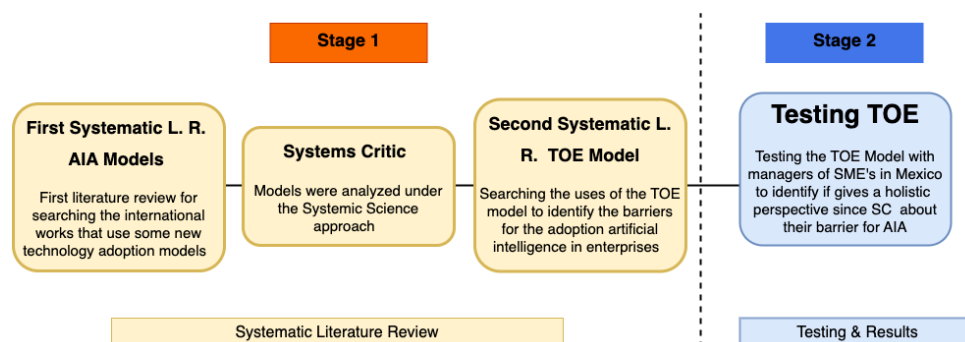 Stage 1
Stage 2
First Systematic L. R.
AIA Models
First literature review for
searching the international
works that use some new
technology adoption models
Systems Critic
Models were analyzed under
the Systemic Science
approach
Second Systematic L.
R. TOE Model
Searching the uses of the TOE
model to identify the barriers
for the adoption artificial
intelligence in enterprises
Testing TOE
Testing the TOE Model with
managers of SME's in Mexico
to identify if gives a holistic
perspective since SC about
their barrier for AIA
Systematic Literature Review
Testing & Results